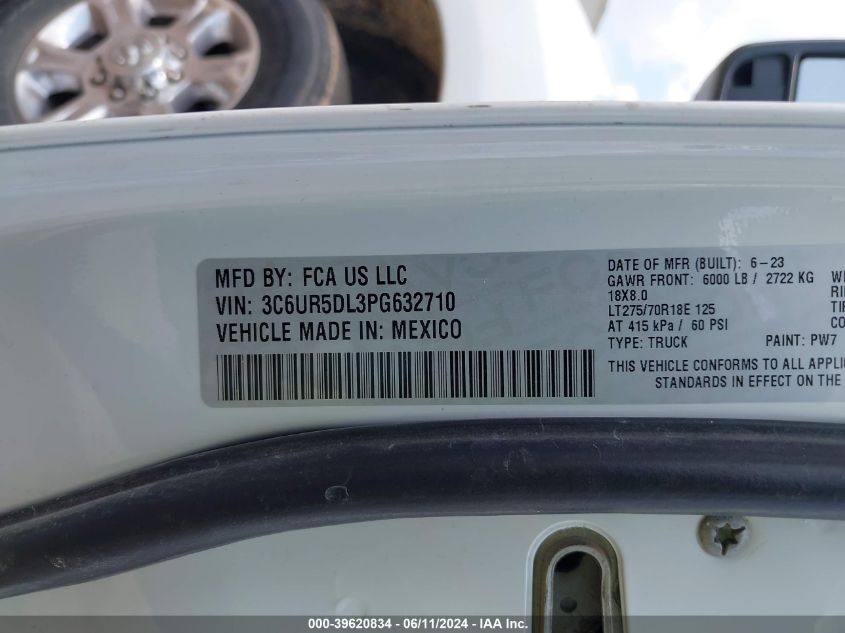 MFD BY: FCA US LLC
VIN: 3C6UR5DL3PG632710
VEHICLE MADE IN: MEXICO
DATE OF MFR (BUILT): 6-23
GAWR FRONT: 6000 LB / 2722 KG
18X8.0
LT275/70R18E 125
AT 415 kPa / 60 PSI
TYPE: TRUCK PAINT: PW7
THIS VEHICLE CONFORMS TO ALL APPLIC
STANDARDS IN EFFECT ON THE
000-39620834 - 06/11/2024 - IAA Inc.